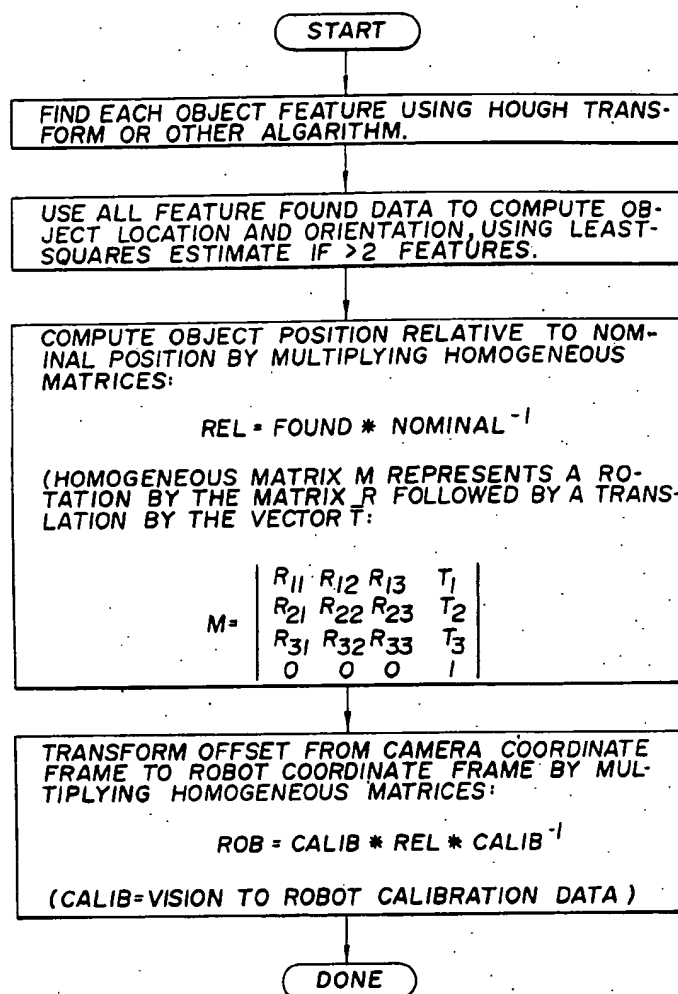 START
FIND EACH OBJECT FEATURE USING HOUGH TRANS-
FORM OR OTHER ALGARITHM.
USE ALL FEATURE FOUND DATA TO COMPUTE OB-
JECT LOCATION AND ORIENTATION, USING LEAST-
SQUARES ESTIMATE IF >2 FEATURES.
COMPUTE OBJECT POSITION RELATIVE TO NOM-
INAL POSITION BY MULTIPLYING HOMOGENEOUS
MATRICES:
REL = FOUND * NOMINAL⁻¹
(HOMOGENEOUS MATRIX M REPRESENTS A RO-
TATION BY THE MATRIX R FOLLOWED BY A TRANS-
LATION BY THE VECTOR T̅:
R₁₁ R₁₂ R₁₃ T₁
M= R₂₁ R₂₂ R₂₃ T₂
R₃₁ R₃₂ R₃₃ T₃
0 0 0 1
TRANSFORM OFFSET FROM CAMERA COORDINATE
FRAME TO ROBOT COORDINATE FRAME BY MUL-
TIPLYING HOMOGENEOUS MATRICES:
ROB = CALIB * REL * CALIB⁻¹
(CALIB=VISION TO ROBOT CALIBRATION DATA)
DONE